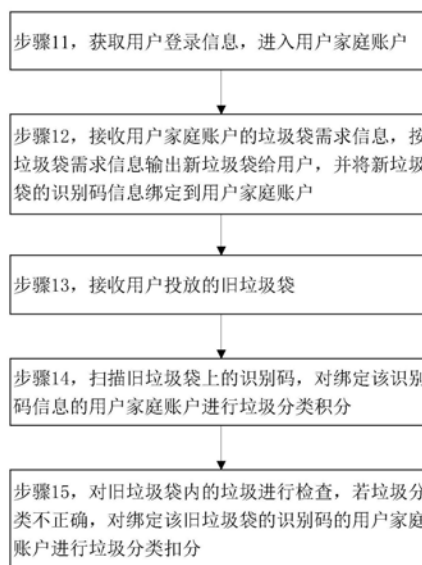 步骤11，获取用户登录信息，进入用户家庭账户
步骤12，接收用户家庭账户的垃圾袋需求信息，按
垃圾袋需求信息输出新垃圾袋给用户，并将新垃圾
袋的识别码信息绑定到用户家庭账户
步骤13，接收用户投放的旧垃圾袋
步骤14，扫描旧垃圾袋上的识别码，对绑定该识别
码信息的用户家庭账户进行垃圾分类积分
步骤15，对旧垃圾袋内的垃圾进行检查，若垃圾分
类不正确，对绑定该旧垃圾袋的识别码的用户家庭
账户进行垃圾分类扣分